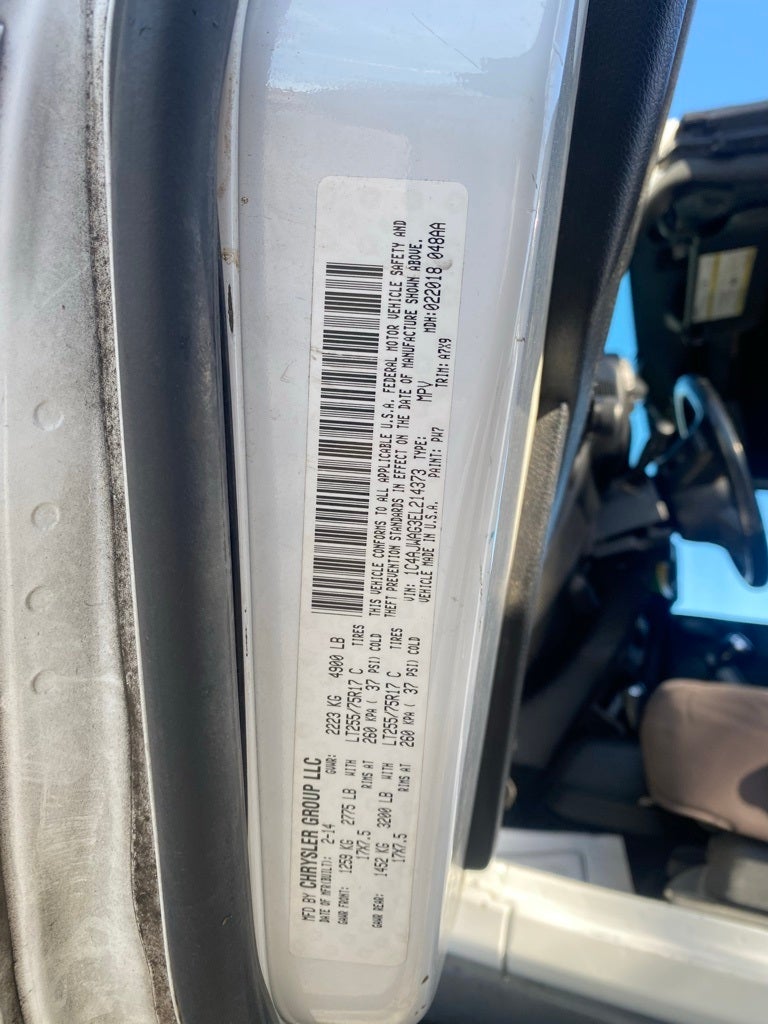 MFD BY CHRYSLER GROUP LLC
DATE OF MFR(BUILT): 2-14 GVWR: 2223 KG 4900 LB
GAWR FRONT: 1259 KG 2775 LB WITH LT255/75R17 C TIRES
17X7.5 RIMS AT 260 KPA ( 37 PSI) COLD
GAWR REAR: 1452 KG 3200 LB WITH LT255/75R17 C TIRES
17X7.5 RIMS AT 260 KPA ( 37 PSI) COLD
THIS VEHICLE CONFORMS TO ALL APPLICABLE U.S.A. FEDERAL MOTOR VEHICLE SAFETY AND
THEFT PREVENTION STANDARDS IN EFFECT ON THE DATE OF MANUFACTURE SHOWN ABOVE.
VIN: 1C4AJWAG3EL214373 TYPE: MPV MDH:022018 048AA
VEHICLE MADE IN U.S.A. PAINT: PW7 TRIM: A7X9